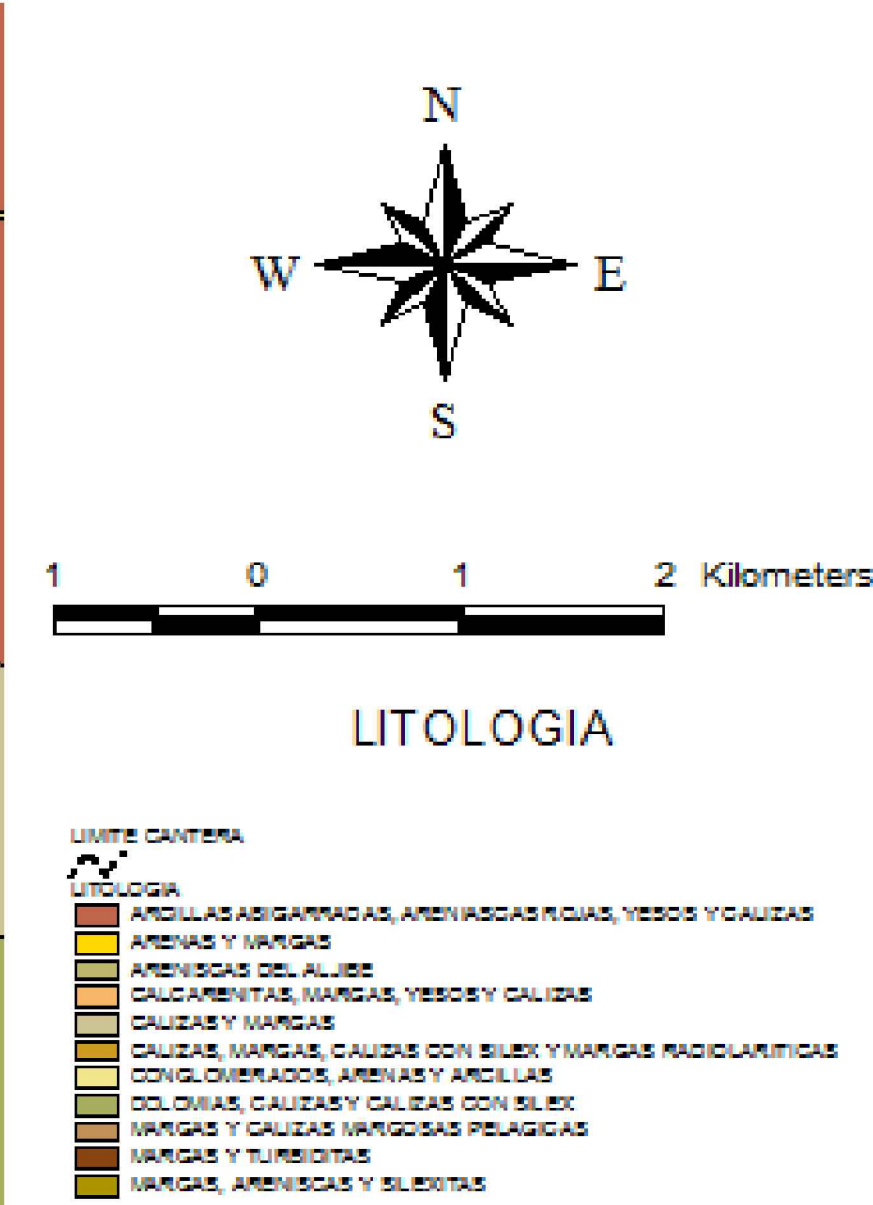 N
W E
S
1 0 1 2 Kilometers
LITOLOGIA
LIMITE CANTERA
LITOLOGIA
ARCILLAS ABIGARRADAS, ARENIASCAS ROJAS, YESOS Y CALIZAS
ARENAS Y MARGAS
ARENISCAS DEL ALJIBE
CALCARENITAS, MARGAS, YESOS Y CALIZAS
CALIZAS Y MARGAS
CALIZAS, MARGAS, CALIZAS CON SILEX Y MARGAS RADIOLARITICAS
CONGLOMERADOS, ARENAS Y ARCILLAS
DOLOMIAS, CALIZAS Y CALIZAS CON SILEX
MARGAS Y CALIZAS MARGOSAS PELAGICAS
MARGAS Y TURBIDITAS
MARGAS, ARENISCAS Y SILEXITAS